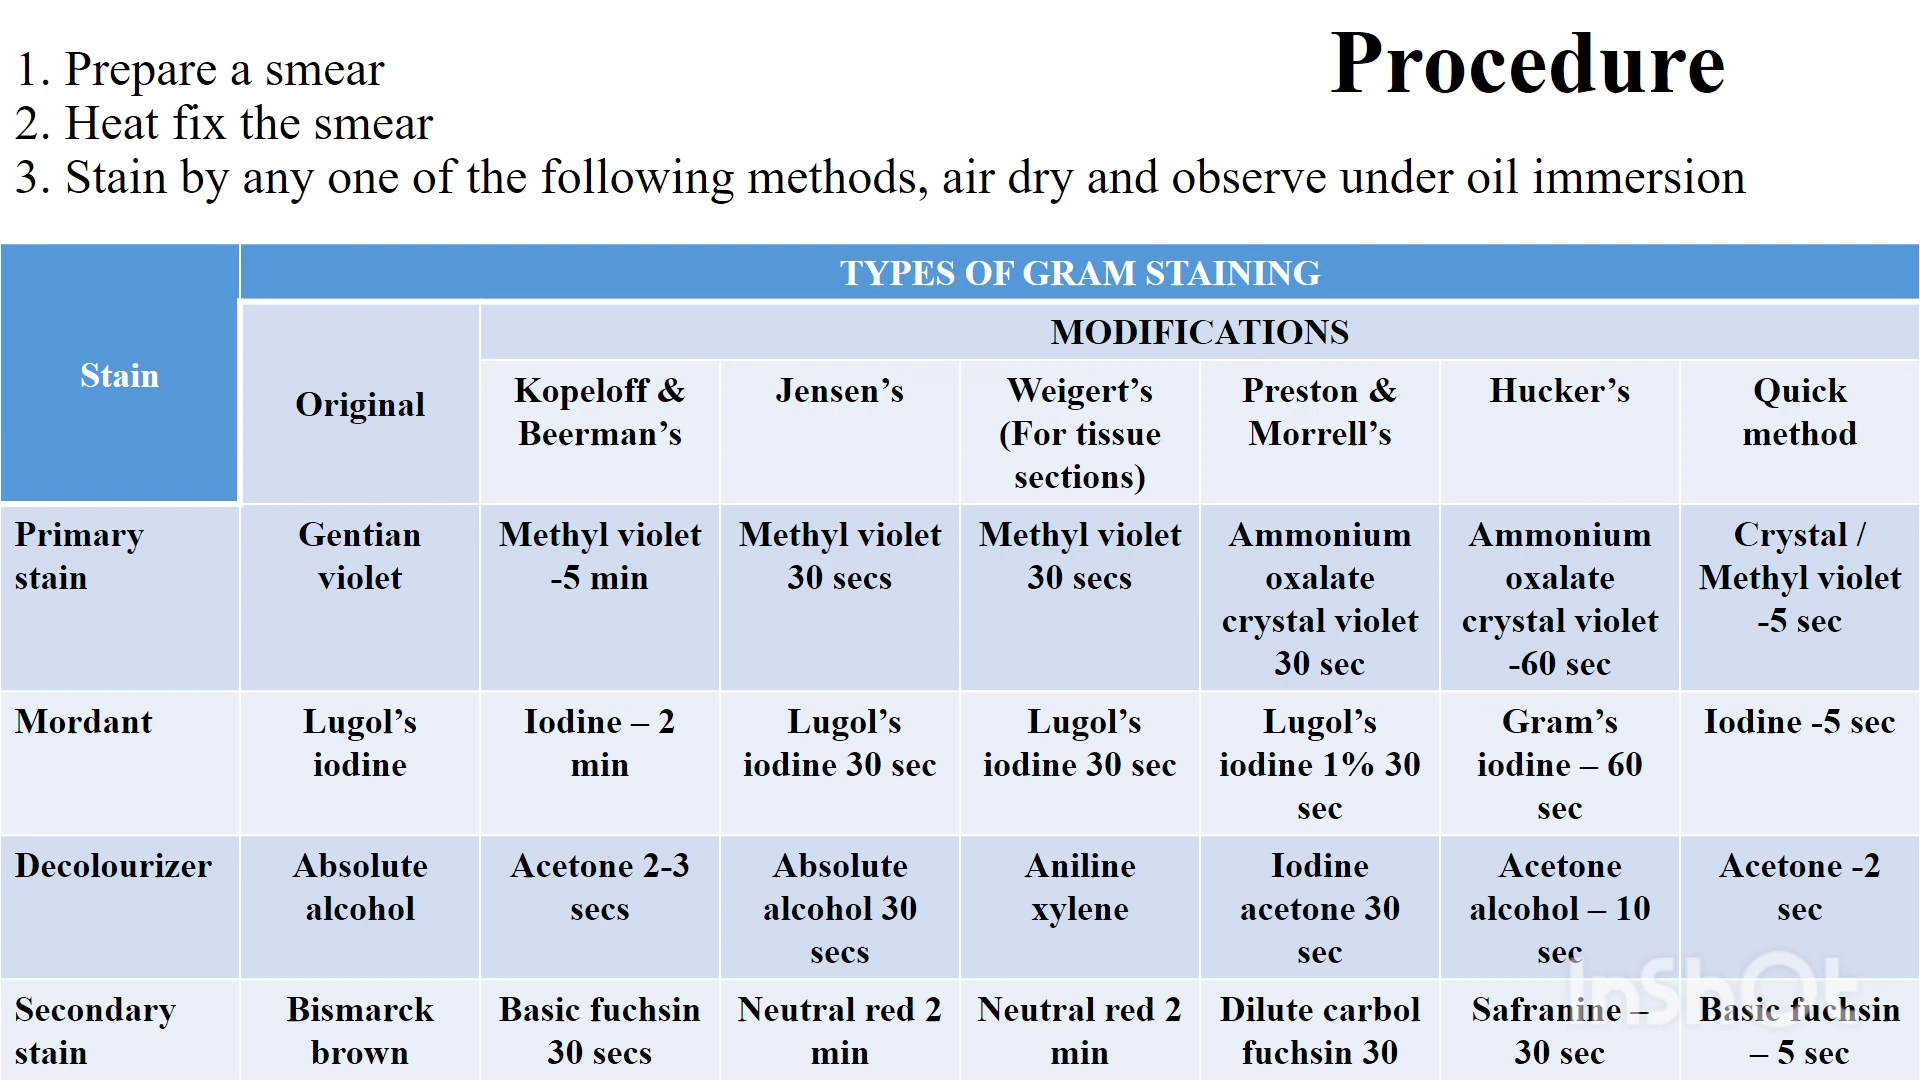 Procedure
1. Prepare a smear
2. Heat fix the smear
3. Stain by any one of the following methods, air dry and observe under oil immersion
Stain
TYPES OF GRAM STAINING
Original
MODIFICATIONS
Kopeloff &
Beerman’s
Jensen’s
Weigert’s
(For tissue
sections)
Preston &
Morrell’s
Hucker’s
Quick
method
Primary
stain
Gentian
violet
Methyl violet
-5 min
Methyl violet
30 secs
Methyl violet
30 secs
Ammonium
oxalate
crystal violet
30 sec
Ammonium
oxalate
crystal violet
-60 sec
Crystal /
Methyl violet
-5 sec
Mordant
Lugol’s
iodine
Iodine – 2
min
Lugol’s
iodine 30 sec
Lugol’s
iodine 30 sec
Lugol’s
iodine 1% 30
sec
Gram’s
iodine – 60
sec
Iodine -5 sec
Decolourizer
Absolute
alcohol
Acetone 2-3
secs
Absolute
alcohol 30
secs
Aniline
xylene
Iodine
acetone 30
sec
Acetone
alcohol – 10
sec
Acetone -2
sec
Secondary
stain
Bismarck
brown
Basic fuchsin
30 secs
Neutral red 2
min
Neutral red 2
min
Dilute carbol
fuchsin 30
Safranine –
30 sec
Basic fuchsin
– 5 sec
InShOt